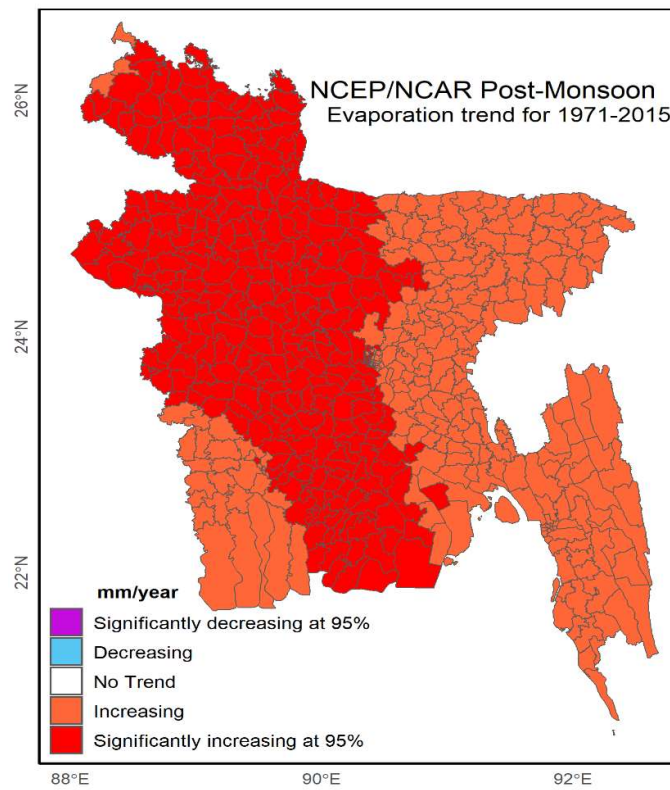 NCEP/NCAR Post-Monsoon
Evaporation trend for 1971-2015
26°N
24°N
22°N
mm/year
Significantly decreasing at 95%
Decreasing
No Trend
Increasing
Significantly increasing at 95%
88°E
90°E
92°E